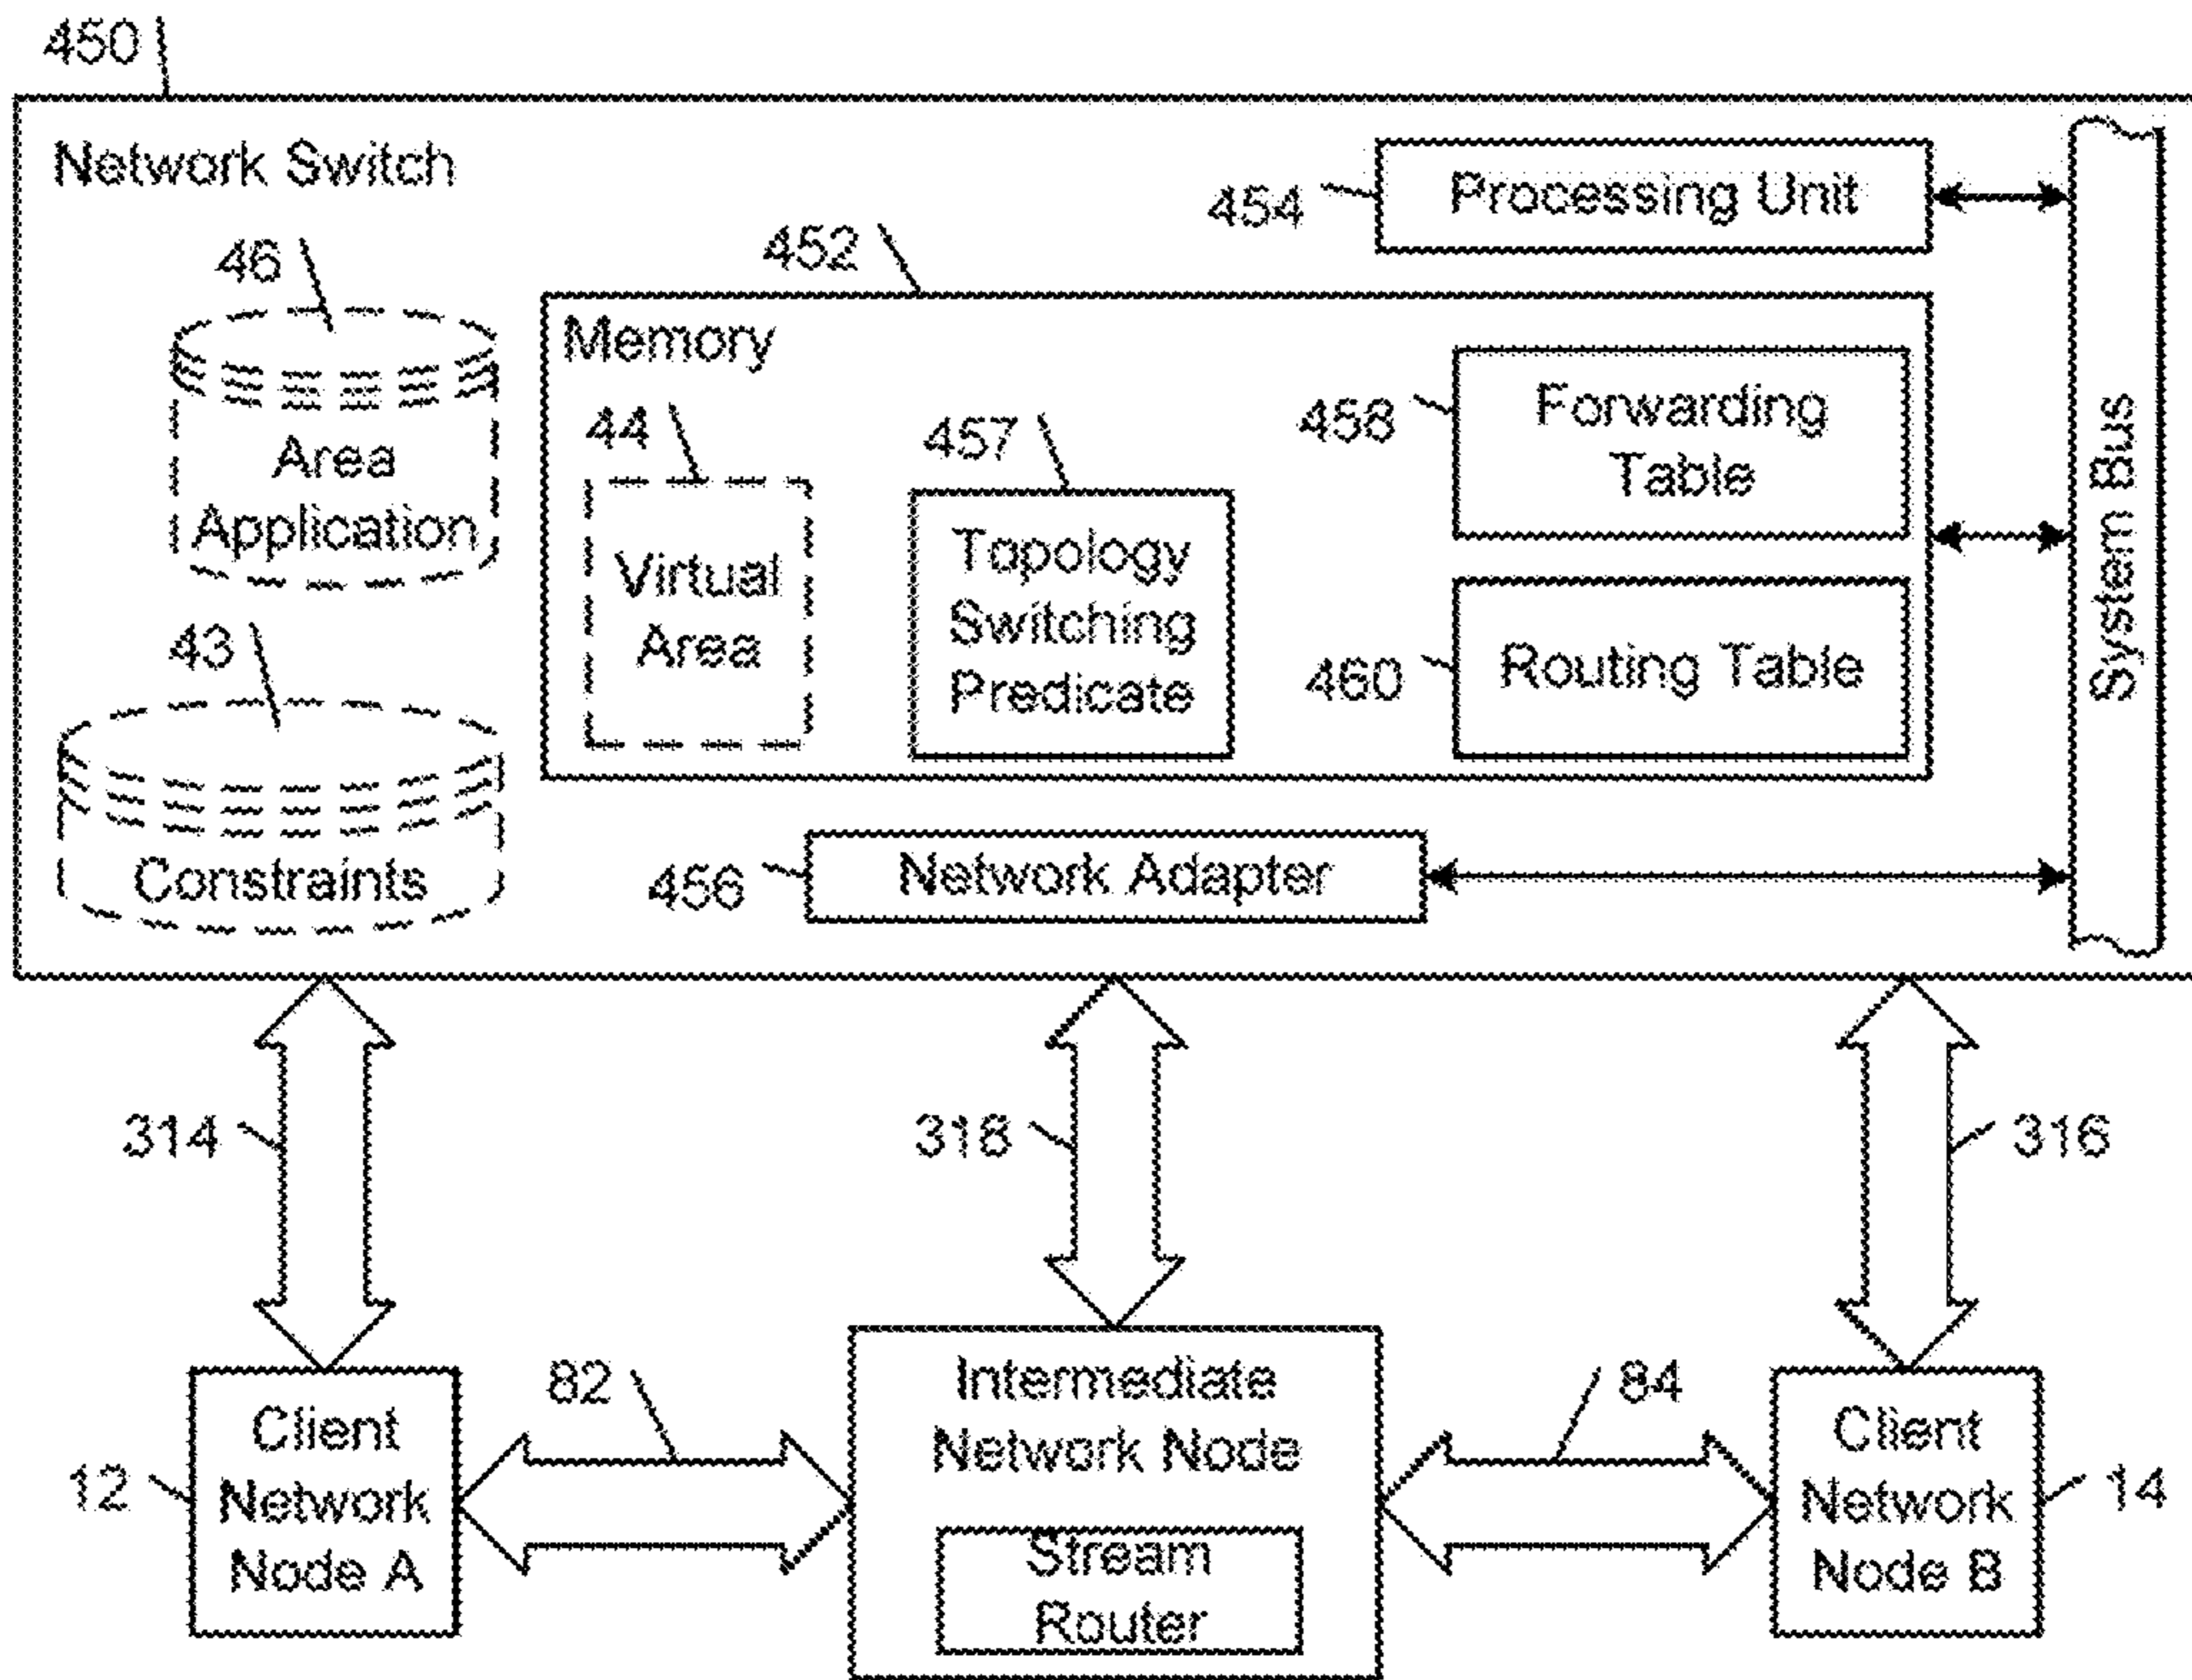 450
Network Switch
454
Processing Unit
46
452
Memory
Area
Application
44
Virtual
Area
457
Topology
Switching
Predicate
458
Forwarding
Table
460
Routing Table
System Bus
43
Constraints
456
Network Adapter
314
318
316
82
84
12
Client
Network
Node A
Intermediate
Network Node
Stream
Router
Client
Network
Node B
14